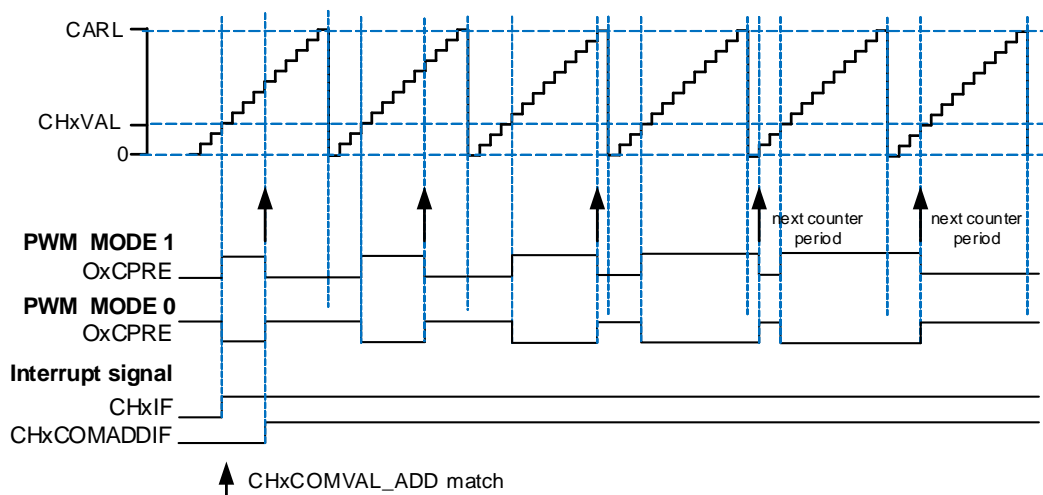 CARL
CHxVAL
0
next counter
period
next counter
period
PWM MODE 1
OxCPRE
PWM MODE 0
OxCPRE
Interrupt signal
CHxIF
CHxCOMADDIF
CHxCOMVAL_ADD match